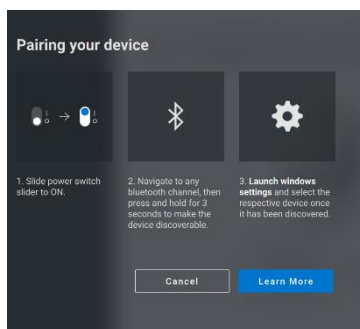 Pairing your device
1. Slide power switch
slider to ON.
2. Navigate to any
bluetooth channel, then
press and hold for 3
seconds to make the
device discoverable.
3. Launch windows
settings and select the
respective device once
it has been discovered.
Cancel
Learn More